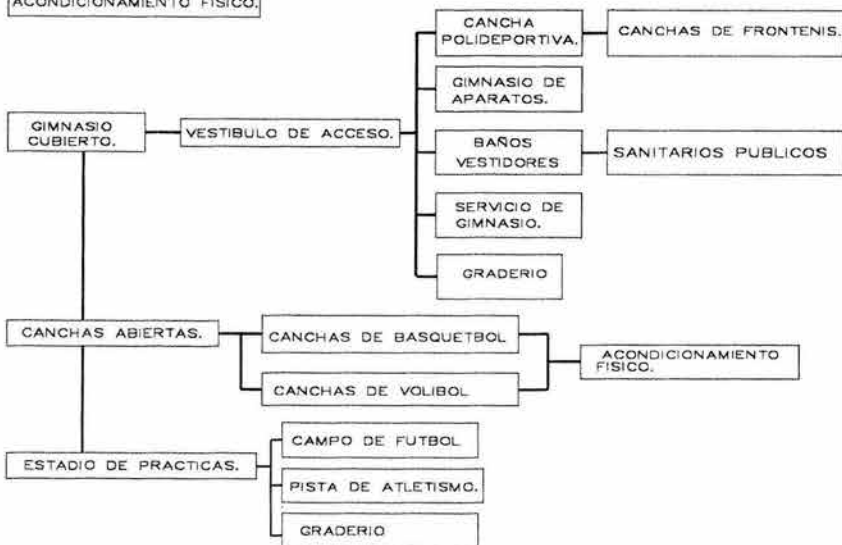 ACONDICIONAMIENTO FISICO.
CANCHA
POLIDEPORTIVA.
CANCHAS DE FRONTENIS.
GIMNASIO DE
APARATOS.
GIMNASIO
CUBIERTO.
VESTIBULO DE ACCESO.
BAÑOS
VESTIDORES
SANITARIOS PUBLICOS
SERVICIO DE
GIMNASIO.
GRADERIO
CANCHAS ABIERTAS.
CANCHAS DE BASQUETBOL
CANCHAS DE VOLIBOL
ACONDICIONAMIENTO
FISICO.
ESTADIO DE PRACTICAS.
CAMPO DE FUTBOL
PISTA DE ATLETISMO.
GRADERIO